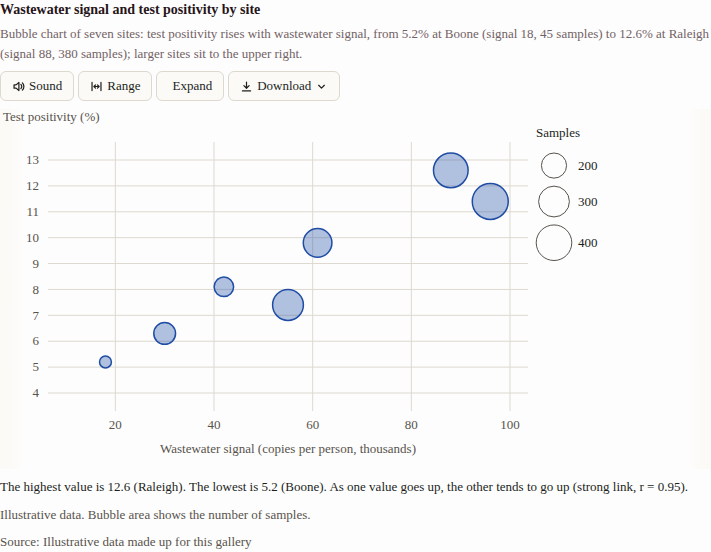 Wastewater signal and test positivity by site
Bubble chart of seven sites: test positivity rises with wastewater signal, from 5.2% at Boone (signal 18, 45 samples) to 12.6% at Raleigh
(signal 88, 380 samples); larger sites sit to the upper right.
Sound Range Expand Download
Test positivity (%)
Samples
200
300
400
13
12
11
10
9
8
7
6
5
4
20 40 60 80 100
Wastewater signal (copies per person, thousands)
The highest value is 12.6 (Raleigh). The lowest is 5.2 (Boone). As one value goes up, the other tends to go up (strong link, r = 0.95).
Illustrative data. Bubble area shows the number of samples.
Source: Illustrative data made up for this gallery